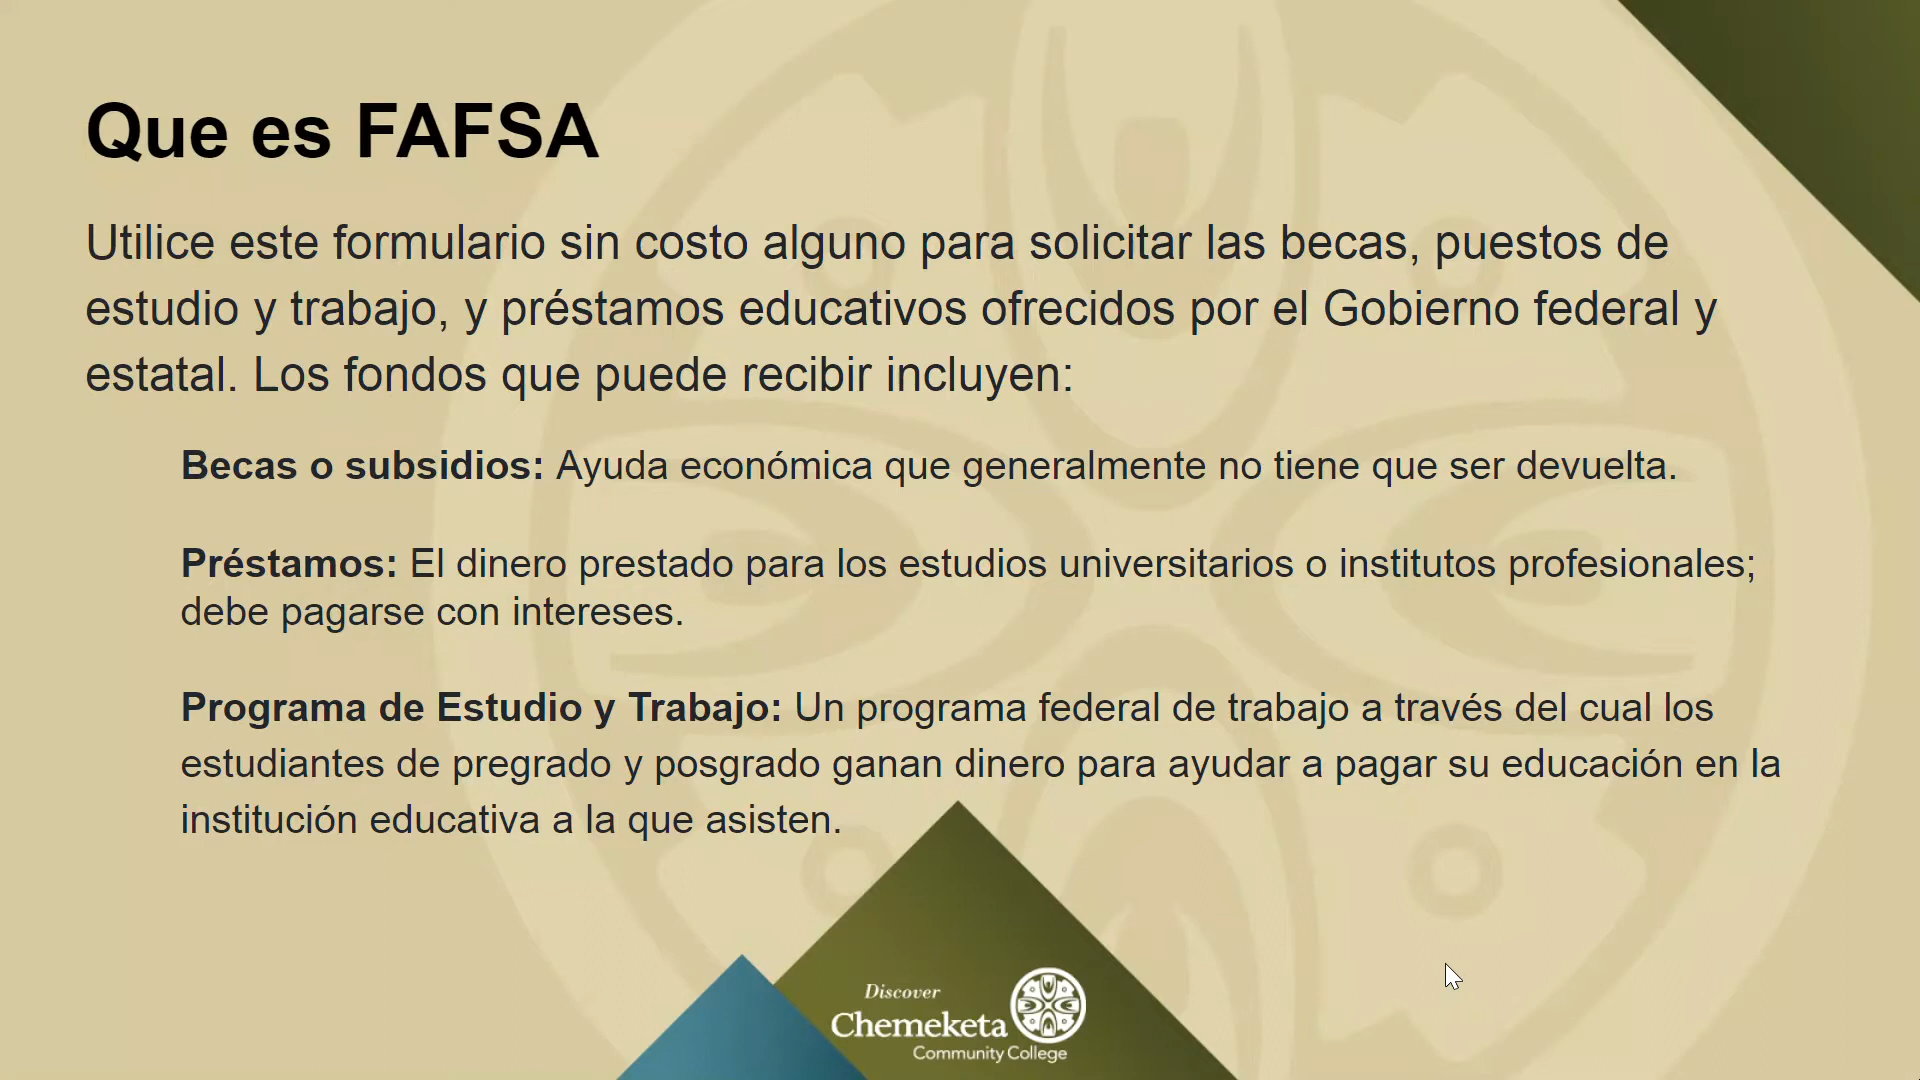 Que es FAFSA
Utilice este formulario sin costo alguno para solicitar las becas, puestos de
estudio y trabajo, y préstamos educativos ofrecidos por el Gobierno federal y
estatal. Los fondos que puede recibir incluyen:
Becas o subsidios: Ayuda económica que generalmente no tiene que ser devuelta.
Préstamos: El dinero prestado para los estudios universitarios o institutos profesionales;
debe pagarse con intereses.
Programa de Estudio y Trabajo: Un programa federal de trabajo a través del cual los
estudiantes de pregrado y posgrado ganan dinero para ayudar a pagar su educación en la
institución educativa a la que asisten.
Discover
Chemeketa
Community College